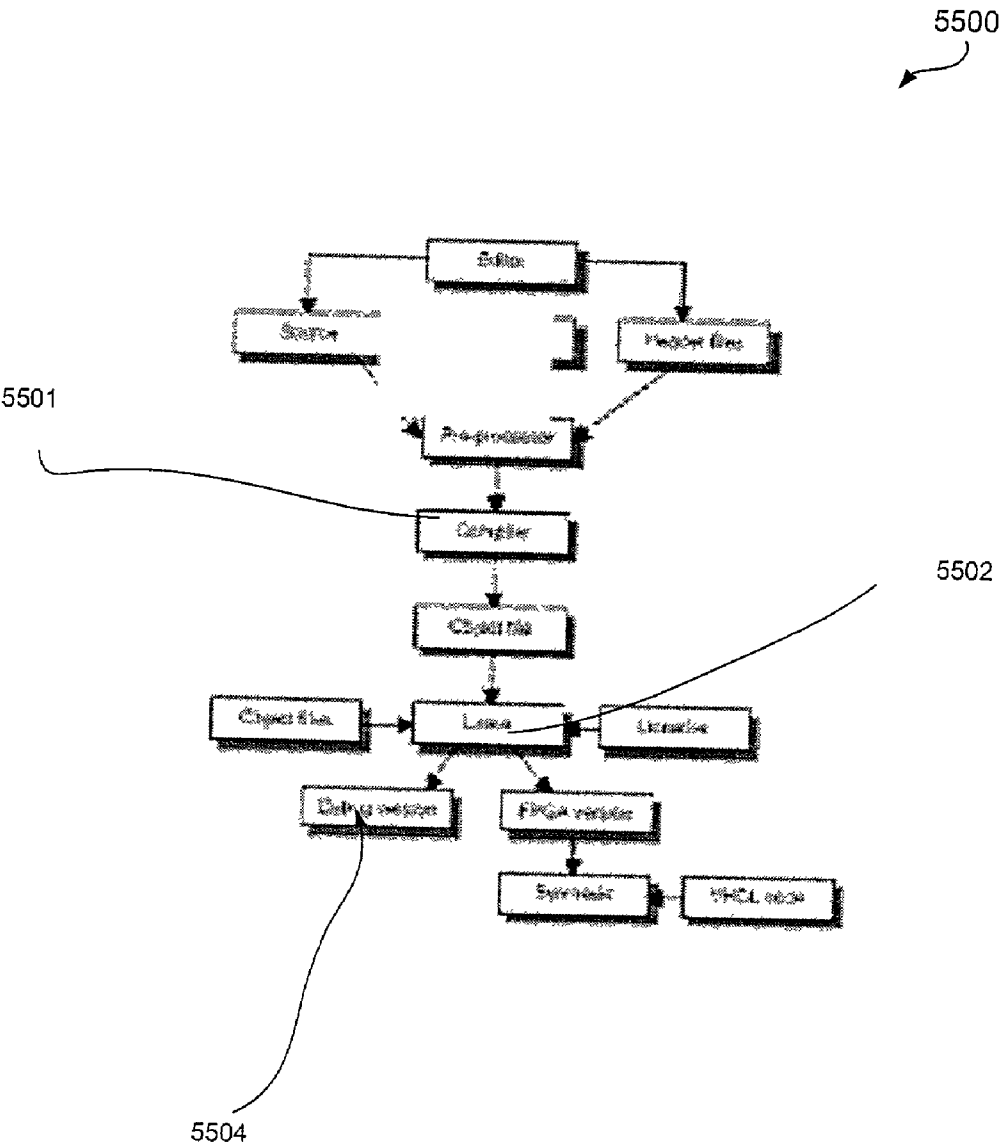 5500
Editor
Source
Header files
5501
Pre-processor
Compiler
5502
Object file
Object files
Linker
Libraries
Debug version
FPGA version
Synthesis
VHDL
5504